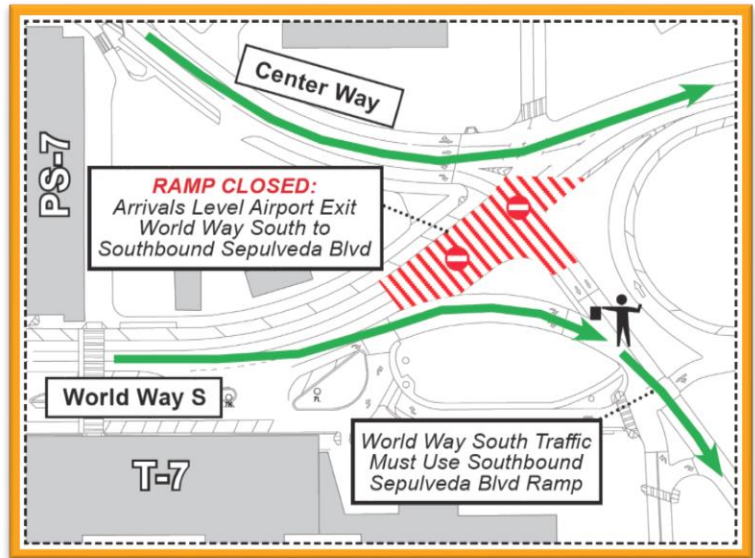 Center Way
PS-7
RAMP CLOSED:
Arrivals Level Airport Exit
World Way South to
Southbound Sepulveda Blvd
World Way S
T-7
World Way South Traffic
Must Use Southbound
Sepulveda Blvd Ramp